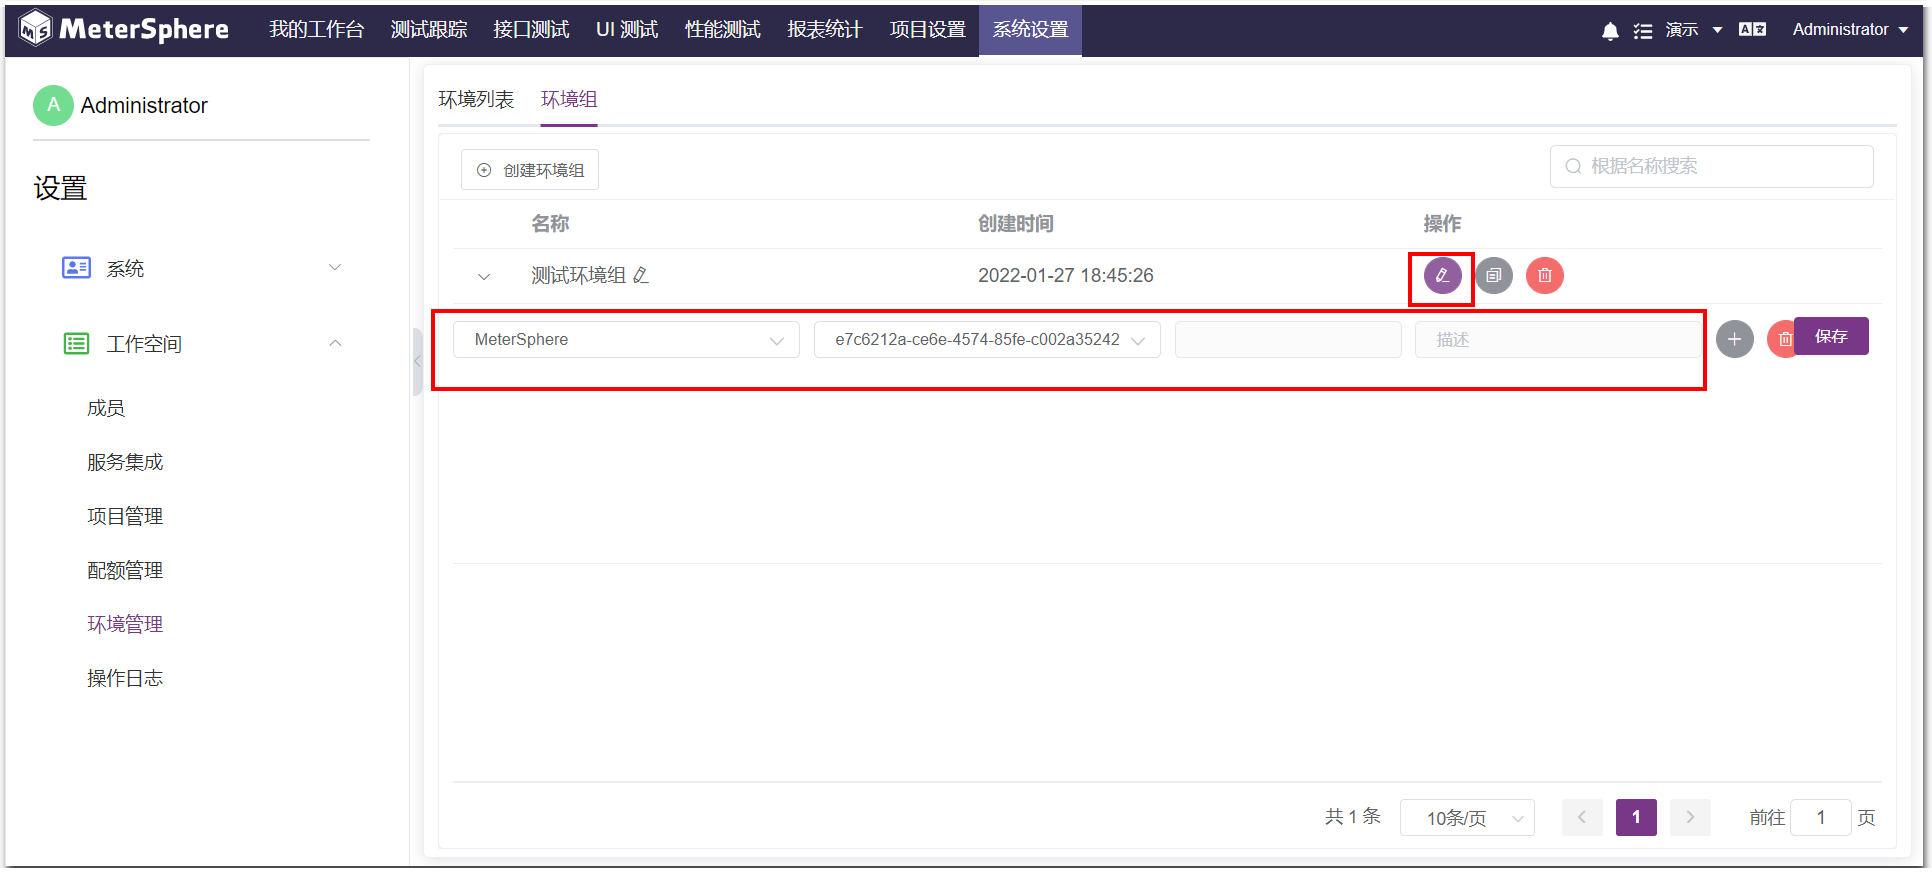 MS MeterSphere 我的工作台 测试跟踪 接口测试 UI 测试 性能测试 报表统计 项目设置 系统设置 演示 Administrator
A Administrator
设置
系统
工作空间
成员
服务集成
项目管理
配额管理
环境管理
操作日志
环境列表 环境组
创建环境组 根据名称搜索
名称 创建时间 操作
测试环境组 2022-01-27 18:45:26
MeterSphere e7c6212a-ce6e-4574-85fe-c002a35242 描述 保存
共 1 条 10条/页 1 前往 1 页